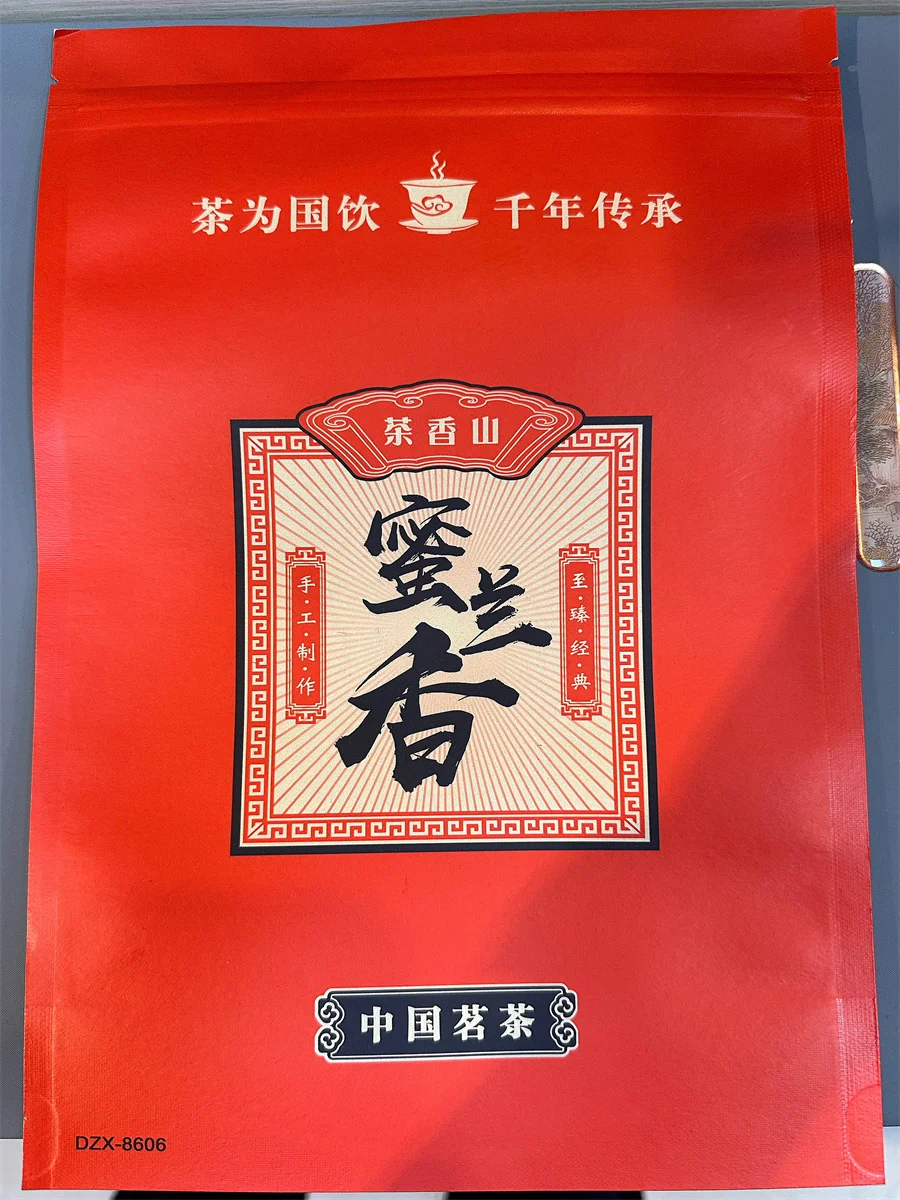 茶为国饮 千年传承
茶香山
蜜兰香
手·工·制·作
至·臻·经·典
中国茗茶
DZX-8606